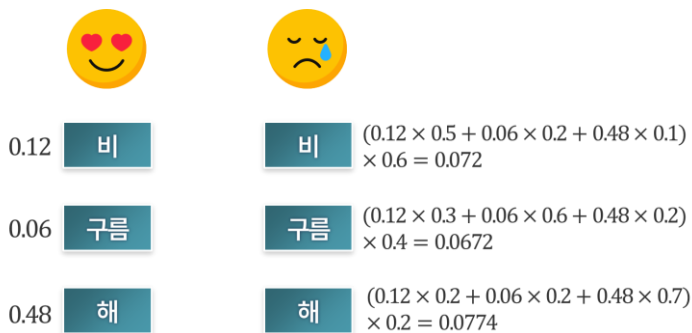 0.12 비 비 (0.12 × 0.5 + 0.06 × 0.2 + 0.48 × 0.1)
× 0.6 = 0.072
0.06 구름 구름 (0.12 × 0.3 + 0.06 × 0.6 + 0.48 × 0.2)
× 0.4 = 0.0672
0.48 해 해 (0.12 × 0.2 + 0.06 × 0.2 + 0.48 × 0.7)
× 0.2 = 0.0774